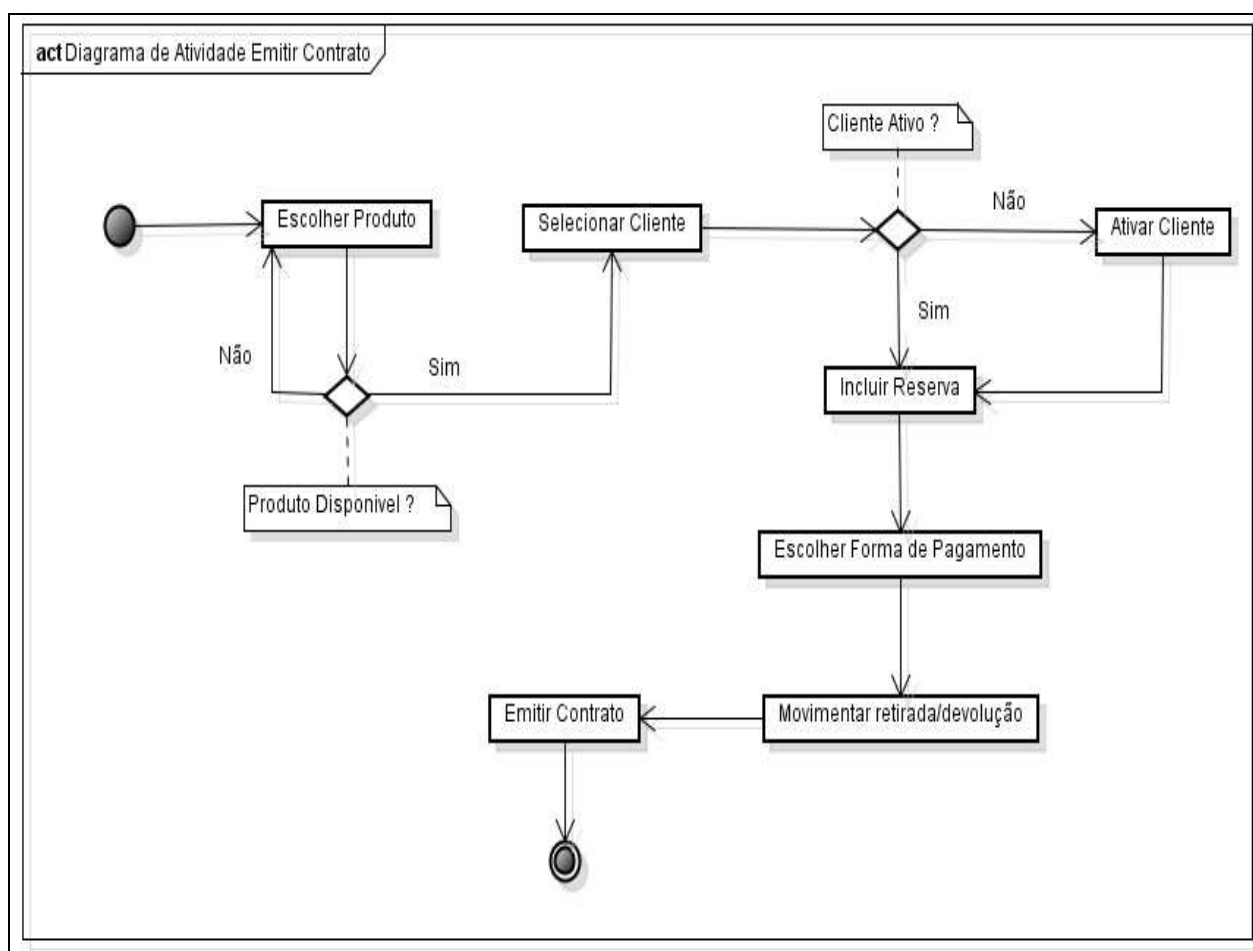 act Diagrama de Atividade Emitir Contrato
Cliente Ativo ?
Escolher Produto
Selecionar Cliente
Não
Ativar Cliente
Sim
Não
Sim
Incluir Reserva
Produto Disponivel ?
Escolher Forma de Pagamento
Emitir Contrato
Movimentar retirada/devolução